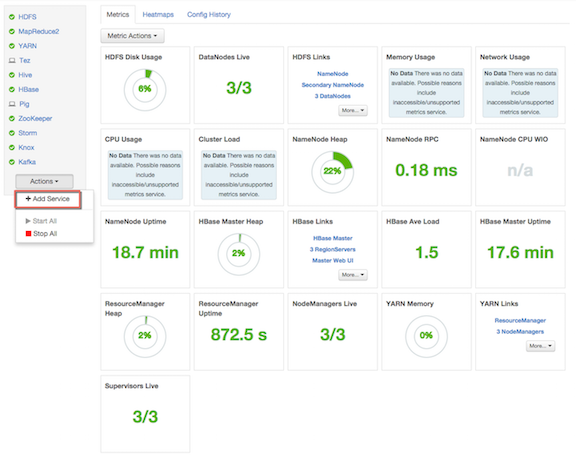 HDFS
MapReduce2
YARN
Tez
Hive
HBase
Pig
ZooKeeper
Storm
Knox
Kafka
Actions
Add Service
Start All
Stop All
Metrics Heatmaps Config History
Metric Actions
HDFS Disk Usage
6%
DataNodes Live
3/3
HDFS Links
NameNode
Secondary NameNode
3 DataNodes
More...
Memory Usage
No Data There was no data
available. Possible reasons
include
inaccessible/unsupported
metrics service.
Network Usage
No Data There was no data
available. Possible reasons
include
inaccessible/unsupported
metrics service.
CPU Usage
No Data There was no data
available. Possible reasons
include
inaccessible/unsupported
metrics service.
Cluster Load
No Data There was no data
available. Possible reasons
include
inaccessible/unsupported
metrics service.
NameNode Heap
22%
NameNode RPC
0.18 ms
NameNode CPU WIO
n/a
NameNode Uptime
18.7 min
HBase Master Heap
2%
HBase Links
HBase Master
3 RegionServers
Master Web UI
More...
HBase Ave Load
1.5
HBase Master Uptime
17.6 min
ResourceManager
Heap
2%
ResourceManager
Uptime
872.5 s
NodeManagers Live
3/3
YARN Memory
0%
YARN Links
ResourceManager
3 NodeManagers
More...
Supervisors Live
3/3